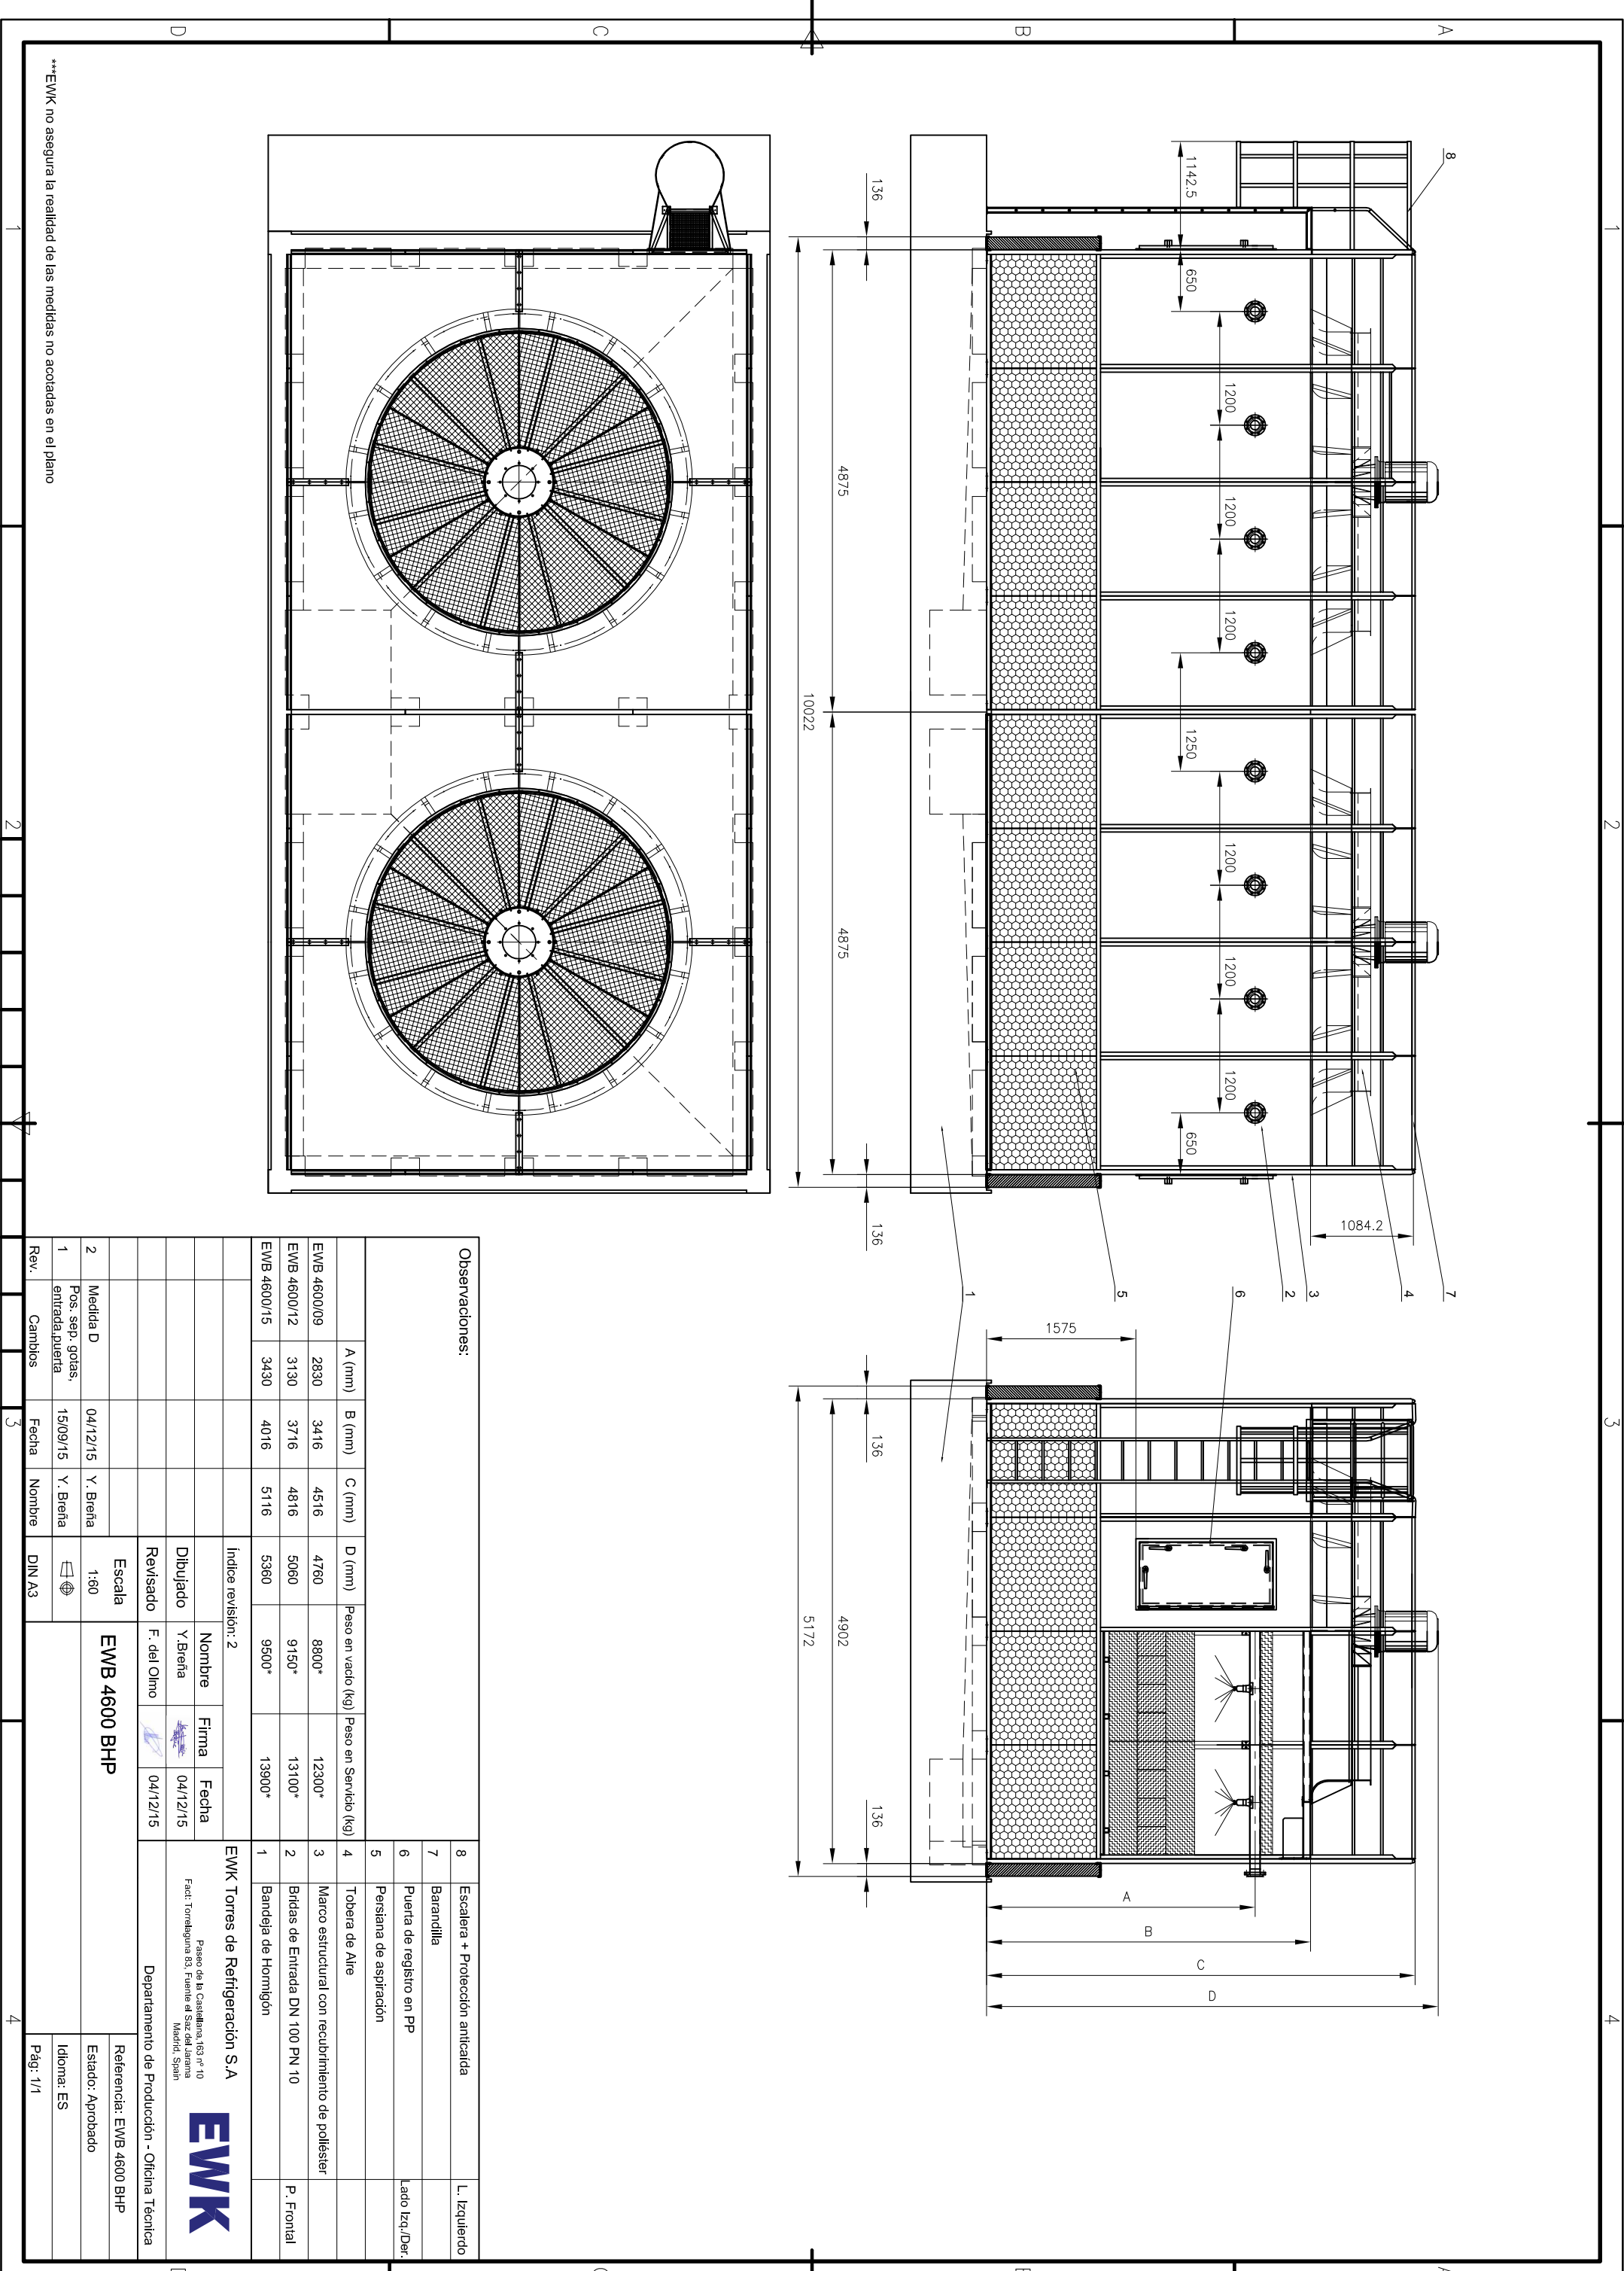 A
B
C
D
1
2
3
4
8
1142.5
650
1200
1200
1200
1250
1200
1200
1200
650
1084.2
7
4
3
2
6
5
1
136
4875
4875
136
10022
1575
136
136
4902
5172
A
B
C
D
***EWK no asegura la realidad de las medidas no acotadas en el plano
Observaciones:
A (mm) B (mm) C (mm) D (mm) Peso en vacío (kg) Peso en Servicio (kg)
EWB 4600/09 2830 3416 4516 4760 8800* 12300*
EWB 4600/12 3130 3716 4816 5060 9150* 13100*
EWB 4600/15 3430 4016 5116 5360 9500* 13900*
8 Escalera + Protección anticaída L. Izquierdo
7 Barandilla
6 Puerta de registro en PP Lado Izq./Der.
5 Persiana de aspiración
4 Tobera de Aire
3 Marco estructural con recubrimiento de poliéster
2 Bridas de Entrada DN 100 PN 10 P. Frontal
1 Bandeja de Hormigón
Índice revisión: 2
Nombre Firma Fecha
Dibujado Y.Breña 04/12/15
Revisado F. del Olmo 04/12/15
EWK Torres de Refrigeración S.A
Paseo de la Castellana,163 nº 10
Fact: Torrelaguna 83, Fuente el Saz del Jarama
Madrid, Spain
EWK
Departamento de Producción - Oficina Técnica
2 Medida D 04/12/15 Y. Breña
1 Pos. sep. gotas, entrada,puerta 15/09/15 Y. Breña
Rev. Cambios Fecha Nombre
Escala
1:60
DIN A3
EWB 4600 BHP
Referencia: EWB 4600 BHP
Estado: Aprobado
Idioma: ES
Pág: 1/1
1
2
3
4
D
C
B
A